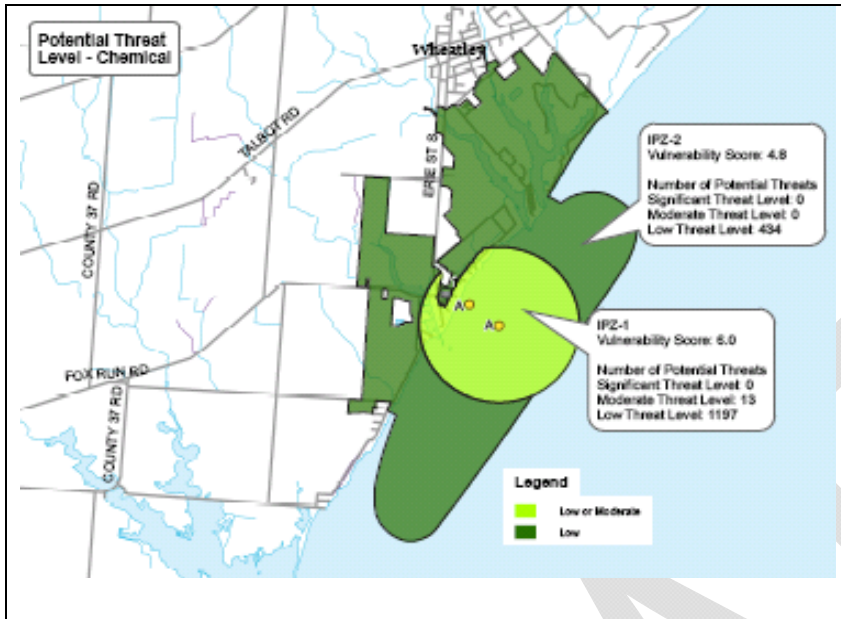 Potential Threat
Level - Chemical
Wheatley
TALBOT RD
ERIE ST S
COUNTY 37 RD
IPZ-2
Vulnerability Score: 4.8
Number of Potential Threats
Significant Threat Level: 0
Moderate Threat Level: 0
Low Threat Level: 434
A
A
IPZ-1
Vulnerability Score: 6.0
Number of Potential Threats
Significant Threat Level: 0
Moderate Threat Level: 13
Low Threat Level: 1197
FOX RUN RD
COUNTY 37 RD
Legend
Low or Moderate
Low